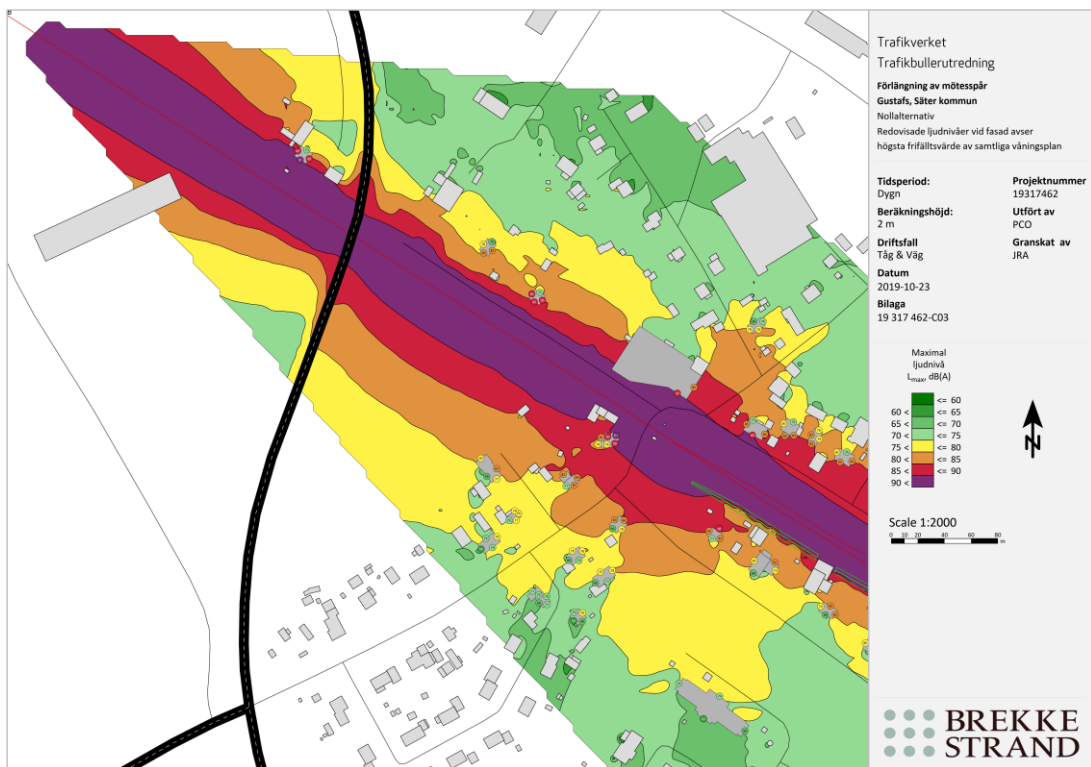 Trafikverket
Trafikbullerutredning
Förlängning av mötesspår
Gustafs, Säter kommun
Nollalternativ
Redovisade ljudnivåer vid fasad avser
högsta frifälltsvärde av samtliga våningsplan
Tidsperiod: Projektnummer
Dygn 19317462
Beräkningshöjd: Utfört av
2 m PCO
Driftsfall Granskat av
Tåg & Väg JRA
Datum
2019-10-23
Bilaga
19 317 462-C03
Maximal
ljudnivå
Lmax, dB(A)
<= 60
60 < <= 65
65 < <= 70
70 < <= 75
75 < <= 80
80 < <= 85
85 < <= 90
90 <
N
Scale 1:2000
0 10 20 40 60 80
m
BREKKE
STRAND